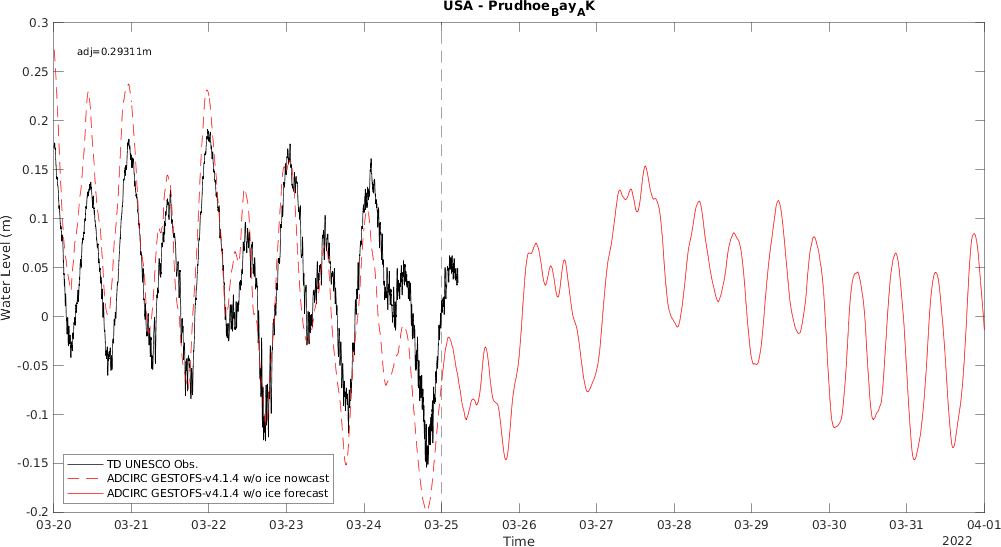 USA - Prudhoe_Bay_AK
adj=0.29311m
0.3
0.25
0.2
0.15
0.1
0.05
0
-0.05
-0.1
-0.15
-0.2
Water Level (m)
TD UNESCO Obs.
ADCIRC GESTOFS-v4.1.4 w/o ice nowcast
ADCIRC GESTOFS-v4.1.4 w/o ice forecast
03-20 03-21 03-22 03-23 03-24 03-25 03-26 03-27 03-28 03-29 03-30 03-31 04-01
Time
2022